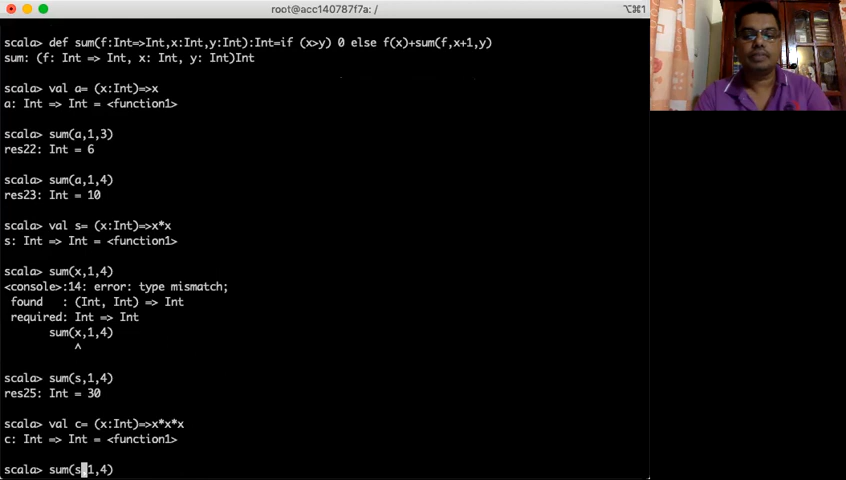 root@acc140787f7a: /
⌥⌘1
scala> def sum(f:Int=>Int,x:Int,y:Int):Int=if (x>y) 0 else f(x)+sum(f,x+1,y)
sum: (f: Int => Int, x: Int, y: Int)Int
scala> val a= (x:Int)=>x
a: Int => Int = <function1>
scala> sum(a,1,3)
res22: Int = 6
scala> sum(a,1,4)
res23: Int = 10
scala> val s= (x:Int)=>x*x
s: Int => Int = <function1>
scala> sum(x,1,4)
<console>:14: error: type mismatch;
found   : (Int, Int) => Int
required: Int => Int
sum(x,1,4)
^
scala> sum(s,1,4)
res25: Int = 30
scala> val c= (x:Int)=>x*x*x
c: Int => Int = <function1>
scala> sum(s,1,4)